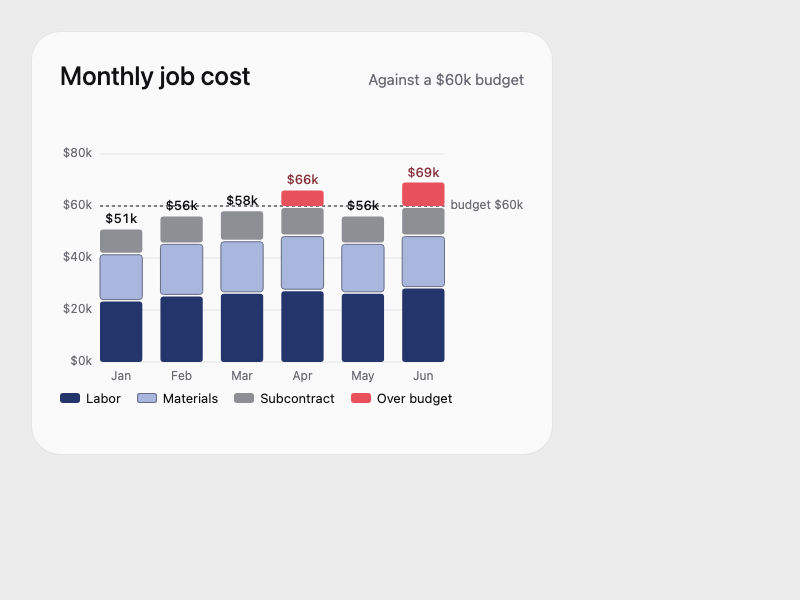 Monthly job cost
Against a $60k budget
$80k
$60k
$40k
$20k
$0k
$51k
$56k
$58k
$66k
$56k
$69k
budget $60k
Jan Feb Mar Apr May Jun
Labor Materials Subcontract Over budget